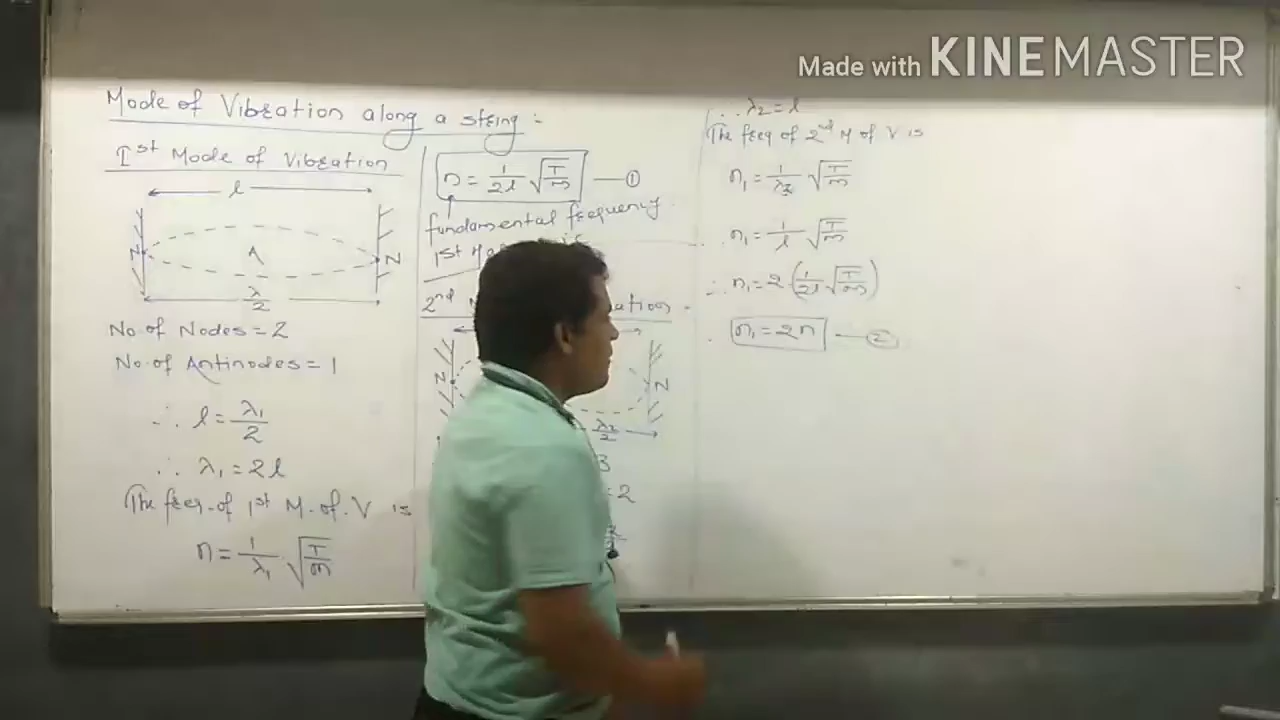 Made with KINEMASTER
Mode of Vibration along a string :-
Ist Mode of Vibration
l
N A N
λ/2
No. of Nodes = 2
No. of Antinodes = 1
∴ l = λ₁/2
∴ λ₁ = 2l
The freq. of 1st M. of. V is
n = 1/λ₁ √(T/m)
n = 1/2l √(T/m) — ①
fundamental frequency
1st
2nd
N N
λ₂/2
3
= 2
∴ λ₂ = l
The freq of 2nd M of V is
n₁ = 1/λ₂ √(T/m)
∴ n₁ = 1/l √(T/m)
∴ n₁ = 2 (1/2l √(T/m))
∴ n₁ = 2n — ②